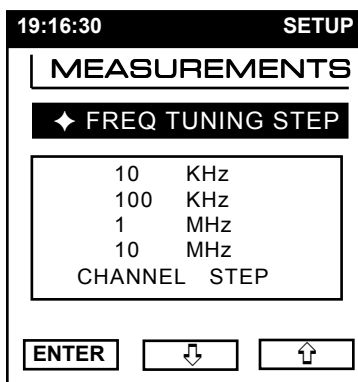 19:16:30 SETUP
MEASUREMENTS
✦ FREQ TUNING STEP
10 KHz
100 KHz
1 MHz
10 MHz
CHANNEL STEP
ENTER ⇩ ⇧